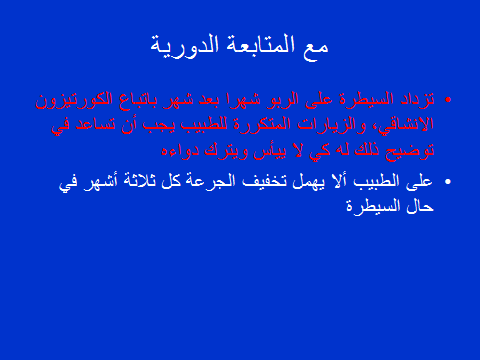 مع المتابعة الدورية
• تزداد السيطرة على الربو شهرا بعد شهر باتباع الكورتيزون
الانشاقي، والزيارات المتكررة للطبيب يجب أن تساعد في
توضيح ذلك له كي لا ييأس ويترك دواءه
• على الطبيب ألا يهمل تخفيف الجرعة كل ثلاثة أشهر في
حال السيطرة